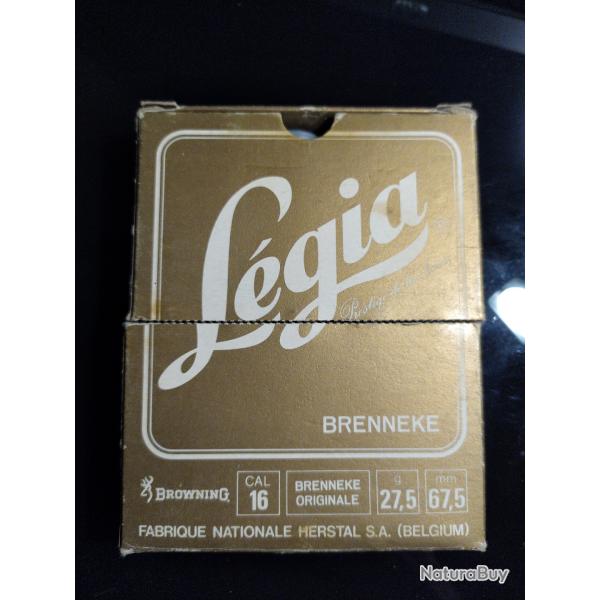 Légia
BRENNEKE
BROWNING
CAL
16
BRENNEKE
ORIGINALE
g
27,5
mm
67,5
FABRIQUE NATIONALE HERSTAL S.A. (BELGIUM)
NaturaBuy